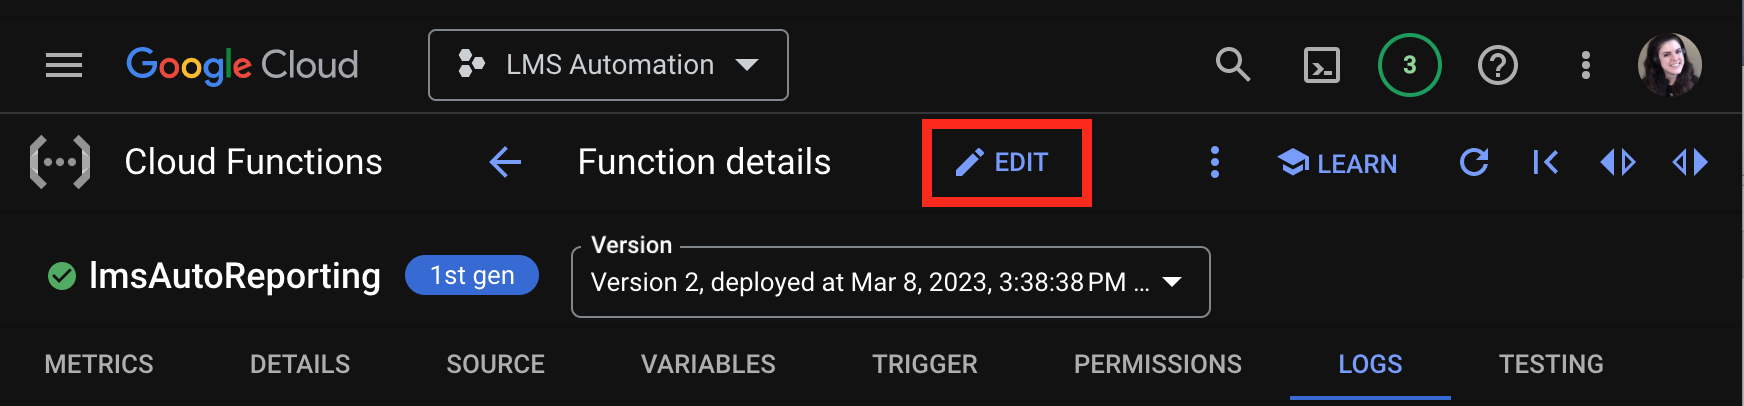 Google Cloud LMS Automation 3
Cloud Functions Function details EDIT LEARN
Version
lmsAutoReporting 1st gen Version 2, deployed at Mar 8, 2023, 3:38:38 PM ...
METRICS DETAILS SOURCE VARIABLES TRIGGER PERMISSIONS LOGS TESTING